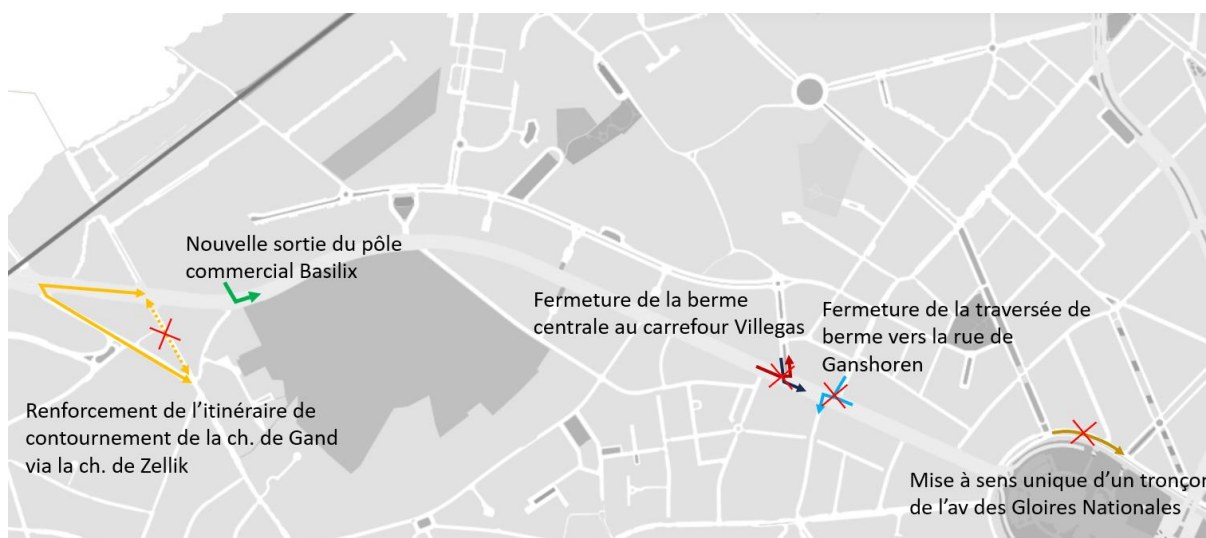 Nouvelle sortie du pôle
commercial Basilix
Fermeture de la berme
centrale au carrefour Villegas
Fermeture de la traversée de
berme vers la rue de
Ganshoren
Renforcement de l'itinéraire de
contournement de la ch. de Gand
via la ch. de Zellik
Mise à sens unique d'un tronçon
de l'av des Gloires Nationales